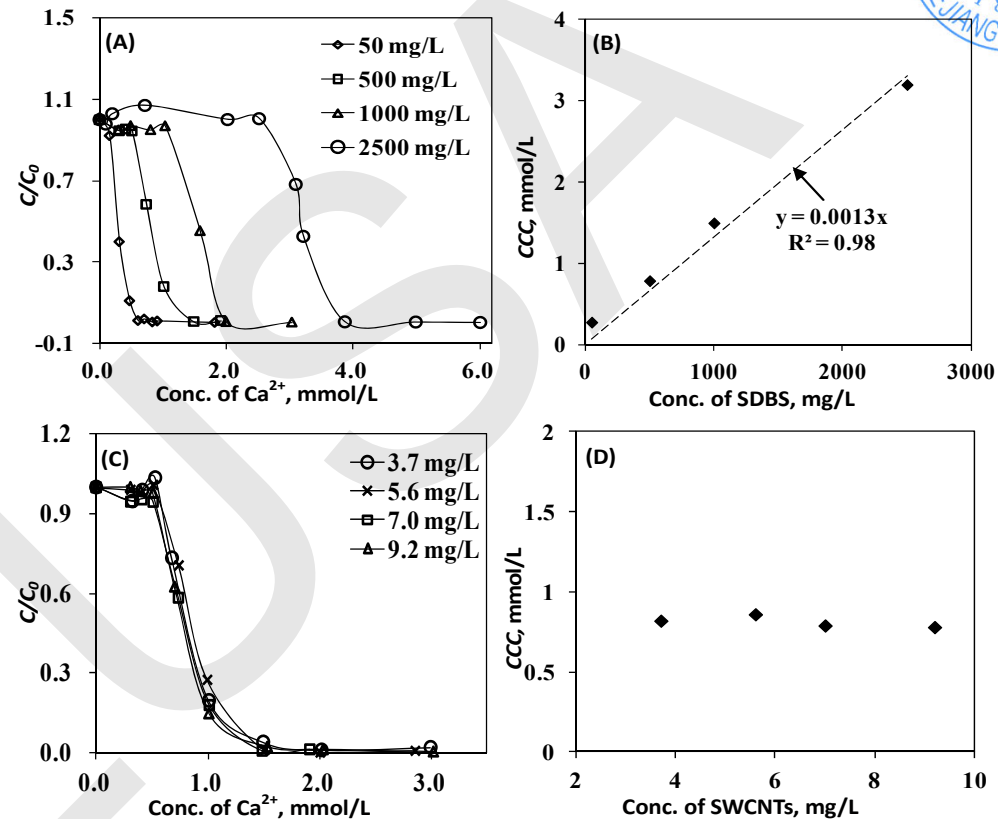 (A)
50 mg/L
500 mg/L
1000 mg/L
2500 mg/L
1.5
1.1
0.7
0.3
-0.1
C/C₀
0.0 2.0 4.0 6.0
Conc. of Ca²⁺, mmol/L
(B)
4
3
2
1
0
CCC, mmol/L
y = 0.0013x
R² = 0.98
0 1000 2000 3000
Conc. of SDBS, mg/L
(C)
3.7 mg/L
5.6 mg/L
7.0 mg/L
9.2 mg/L
1.2
0.9
0.6
0.3
0.0
C/C₀
0.0 1.0 2.0 3.0
Conc. of Ca²⁺, mmol/L
(D)
2
1.5
1
0.5
0
CCC, mmol/L
2 4 6 8 10
Conc. of SWCNTs, mg/L
USA
JIANG